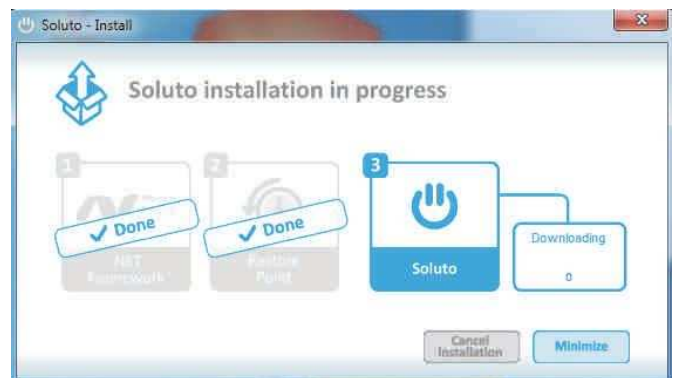 Soluto - Install
Soluto installation in progress
1
2
3
Done
Done
.NET
Framework
Restore
Point
Soluto
Downloading
0
Cancel
Installation
Minimize